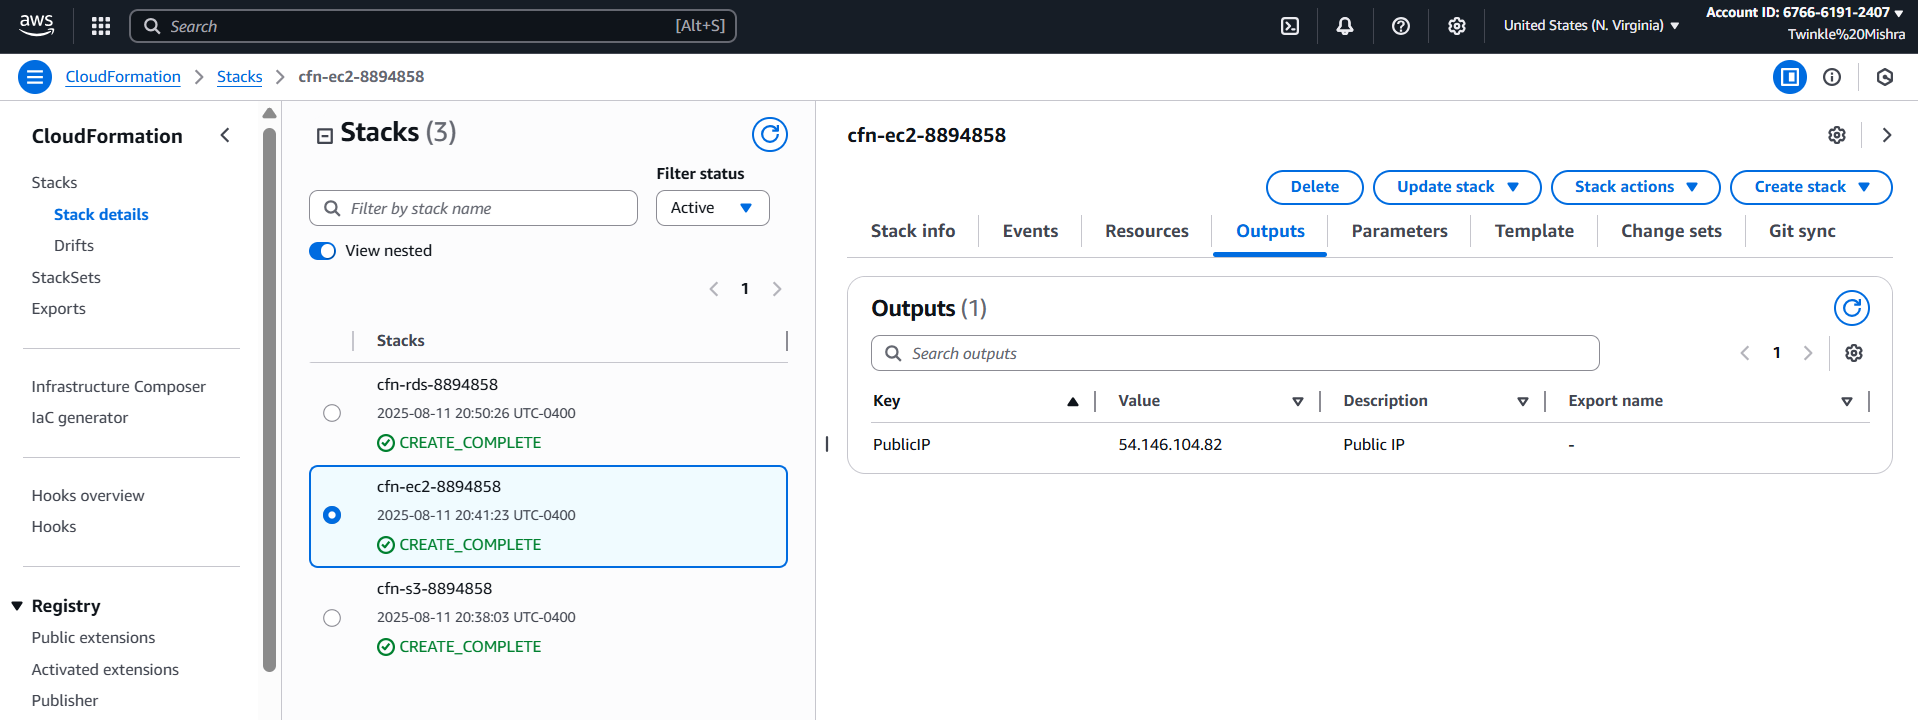 aws
Search [Alt+S]
United States (N. Virginia)
Account ID: 6766-6191-2407
Twinkle%20Mishra
CloudFormation
Stacks
cfn-ec2-8894858
CloudFormation
Stacks
Stack details
Drifts
StackSets
Exports
Infrastructure Composer
IaC generator
Hooks overview
Hooks
Registry
Public extensions
Activated extensions
Publisher
Stacks (3)
Filter status
Filter by stack name
Active
View nested
1
Stacks
cfn-rds-8894858
2025-08-11 20:50:26 UTC-0400
CREATE_COMPLETE
cfn-ec2-8894858
2025-08-11 20:41:23 UTC-0400
CREATE_COMPLETE
cfn-s3-8894858
2025-08-11 20:38:03 UTC-0400
CREATE_COMPLETE
cfn-ec2-8894858
Delete Update stack Stack actions Create stack
Stack info Events Resources Outputs Parameters Template Change sets Git sync
Outputs (1)
Search outputs
1
Key Value Description Export name
PublicIP 54.146.104.82 Public IP -